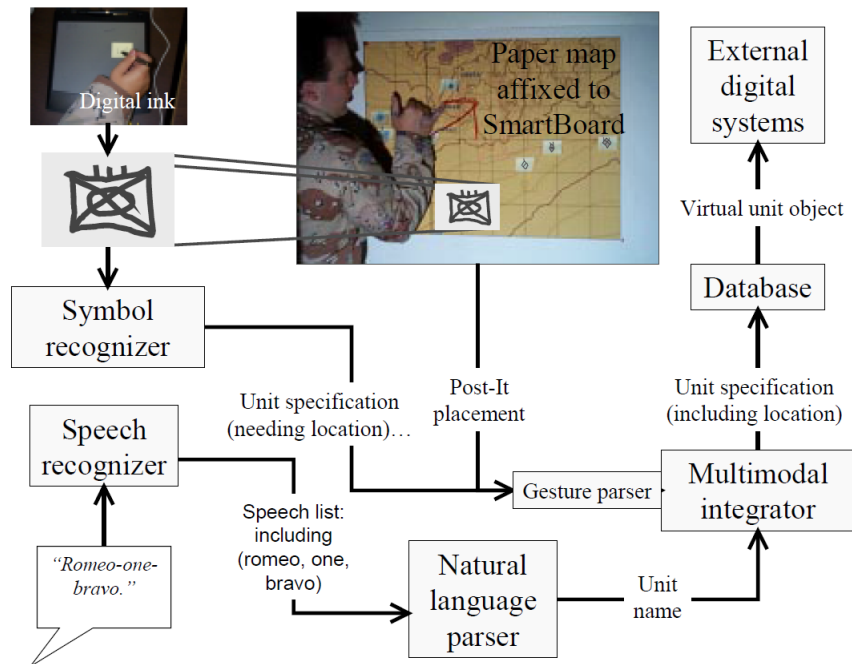 Digital ink
Paper map
affixed to
SmartBoard
External
digital
systems
Virtual unit object
Database
Symbol
recognizer
Unit specification
(needing location)…
Post-It
placement
Unit specification
(including location)
Speech
recognizer
Gesture parser
Multimodal
integrator
Speech list:
including
(romeo, one,
bravo)
“Romeo-one-
bravo.”
Natural
language
parser
Unit
name